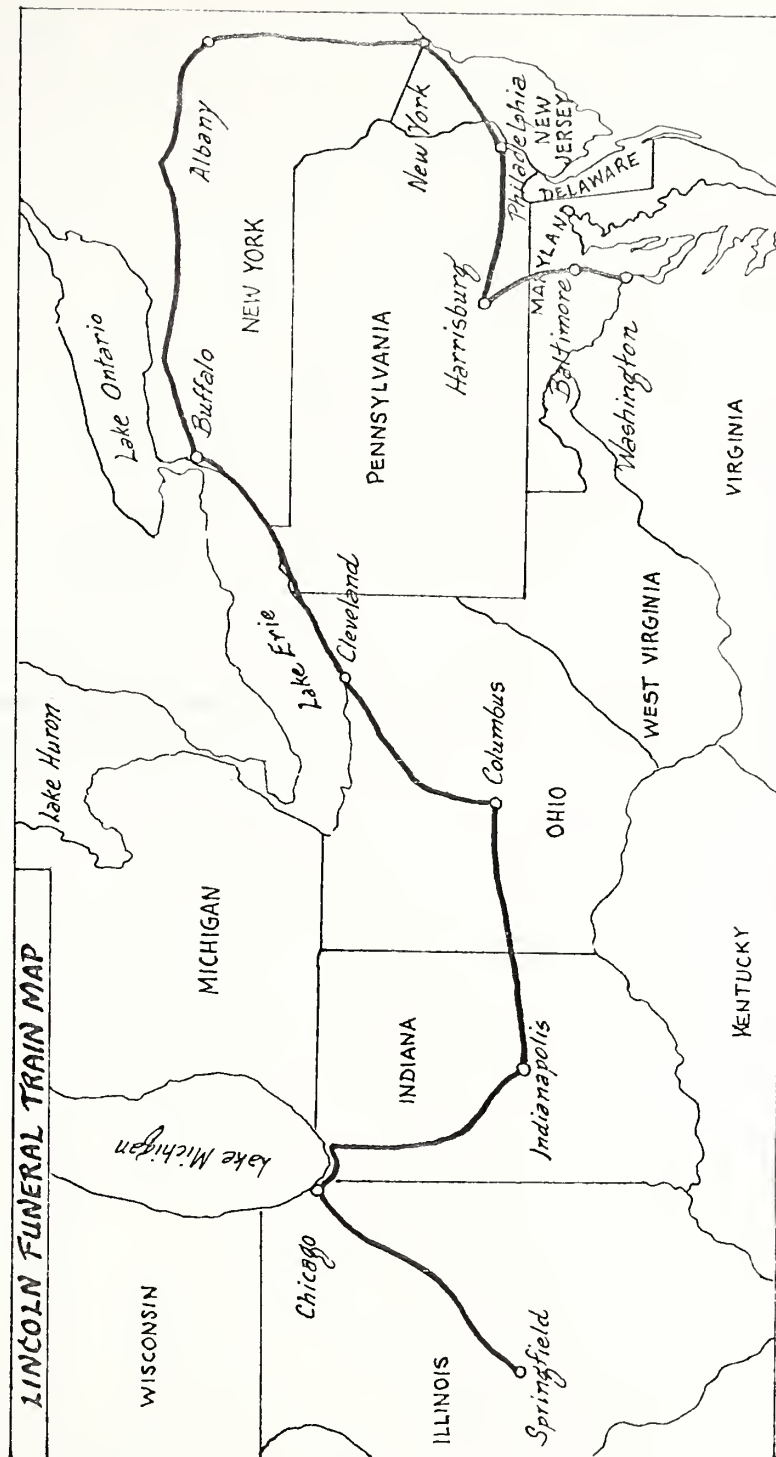 LINCOLN FUNERAL TRAIN MAP
WISCONSIN
Lake Michigan
MICHIGAN
Lake Huron
Lake Ontario
Lake Erie
Buffalo
Albany
NEW YORK
Chicago
Cleveland
New York
INDIANA
PENNSYLVANIA
Harrisburg
Philadelphia
NEW
JERSEY
DELAWARE
MARYLAND
Baltimore
Washington
ILLINOIS
Springfield
Indianapolis
Columbus
OHIO
WEST VIRGINIA
VIRGINIA
KENTUCKY